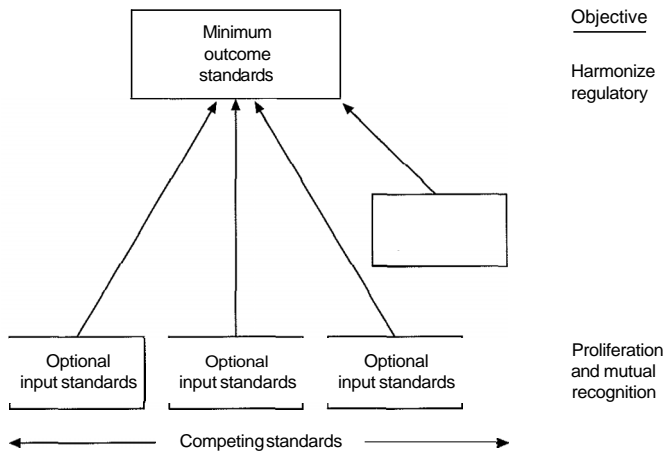 Objective
Minimum
outcome
standards
Harmonize
regulatory
Optional
input standards
Optional
input standards
Optional
input standards
Proliferation
and mutual
recognition
Competing standards